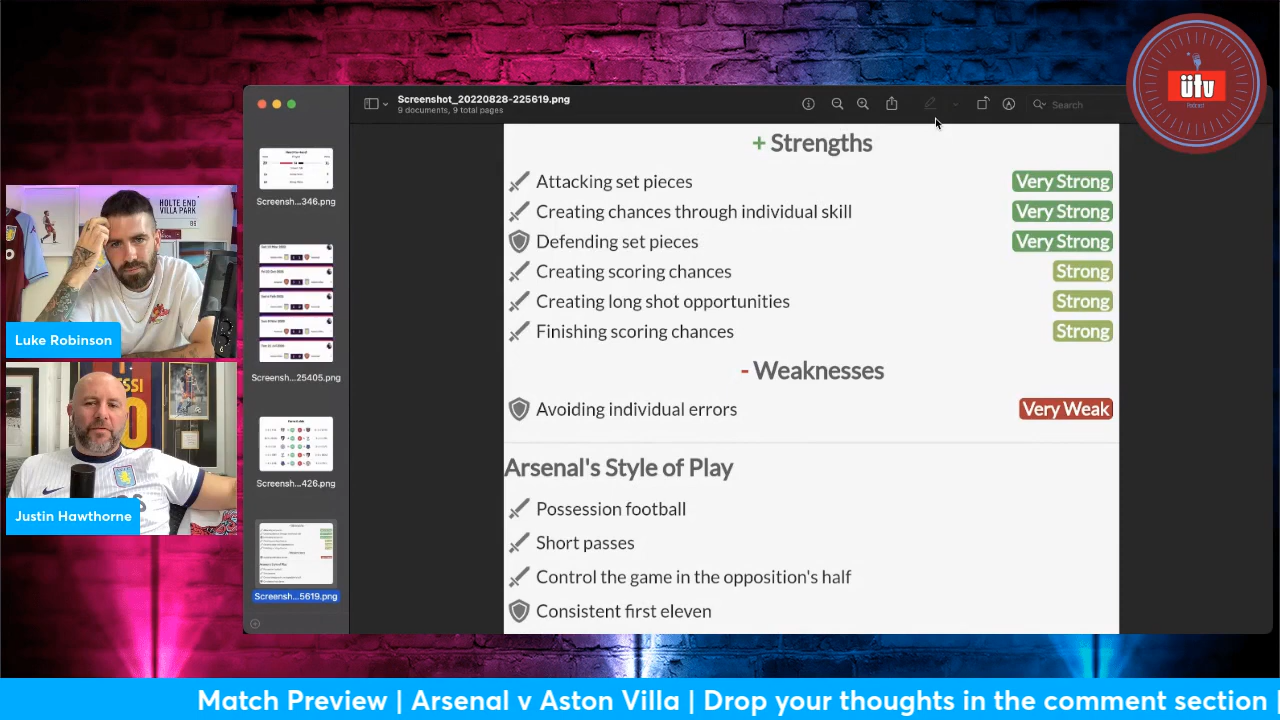 ütv
Podcast
Screenshot_20220828-225619.png
9 documents, 9 total pages
Search
Screensh...346.png
Screensh...25405.png
Screensh...426.png
Screensh...5619.png
HOLTE END
VILLA PARK
Luke Robinson
Justin Hawthorne
+ Strengths
Attacking set pieces Very Strong
Creating chances through individual skill Very Strong
Defending set pieces Very Strong
Creating scoring chances Strong
Creating long shot opportunities Strong
Finishing scoring chances Strong
- Weaknesses
Avoiding individual errors Very Weak
Arsenal's Style of Play
Possession football
Short passes
Control the game in the opposition's half
Consistent first eleven
Match Preview | Arsenal v Aston Villa | Drop your thoughts in the comment section |